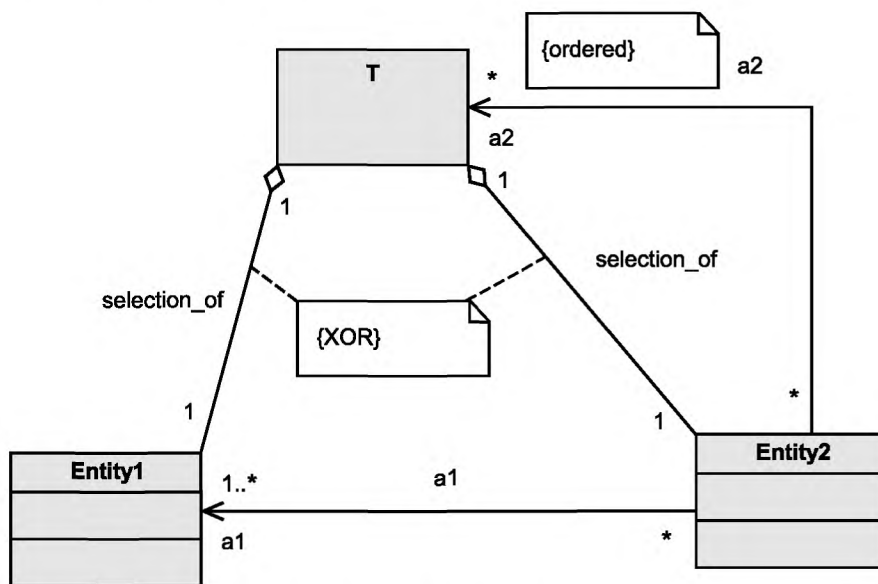 {ordered}
T
*
a2
a2
1
1
selection_of
selection_of
{XOR}
1
1
*
Entity1
Entity2
1..*
a1
a1
*